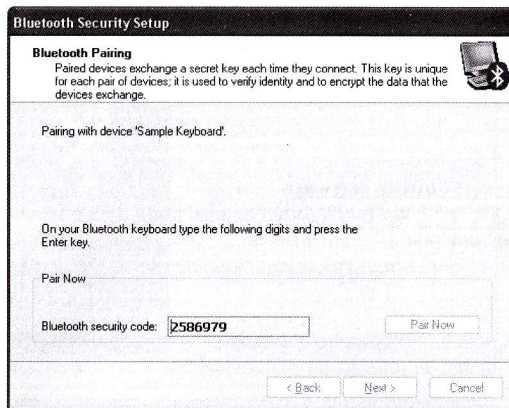 Bluetooth Security Setup
Bluetooth Pairing
Paired devices exchange a secret key each time they connect. This key is unique
for each pair of devices; it is used to verify identity and to encrypt the data that the
devices exchange.
Pairing with device 'Sample Keyboard'.
On your Bluetooth keyboard type the following digits and press the
Enter key.
Pair Now
Bluetooth security code: 2586979
Pair Now
< Back Next > Cancel